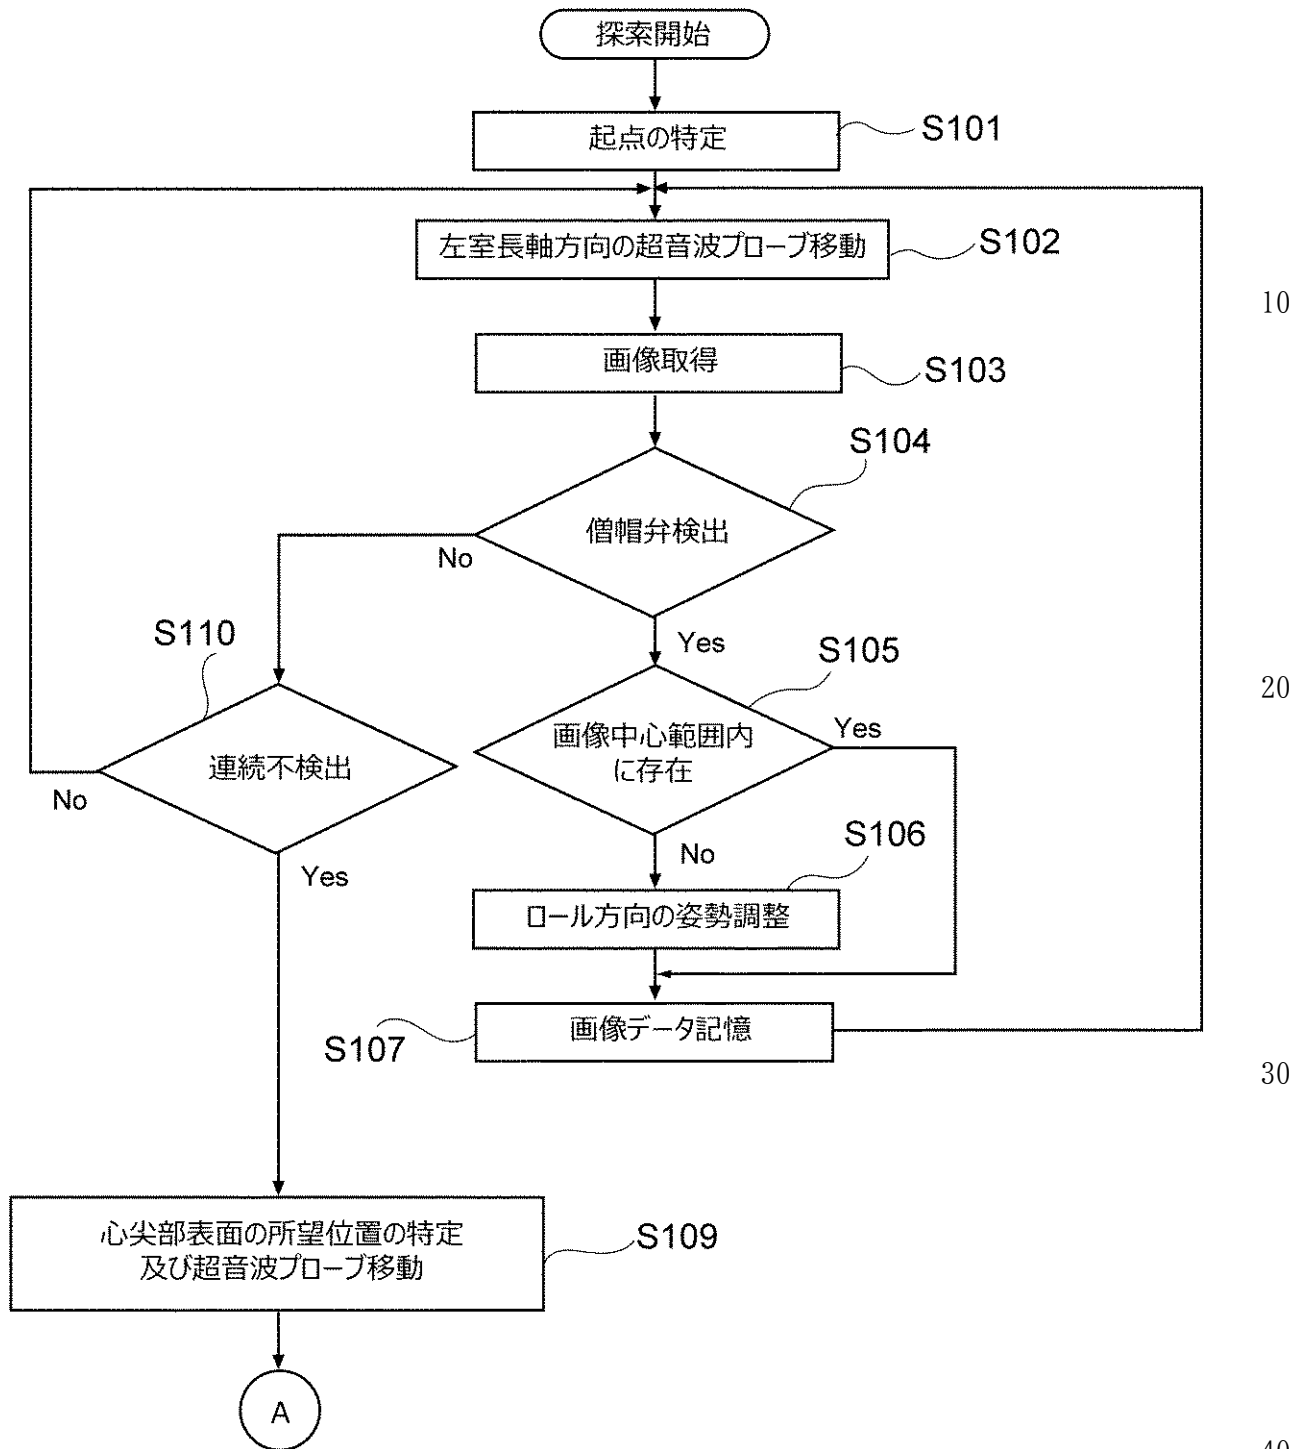 探索開始
起点の特定
S101
左室長軸方向の超音波プローブ移動
S102
10
画像取得
S103
S104
僧帽弁検出
No
Yes
S110
S105
20
連続不検出
No
Yes
画像中心範囲内
に存在
Yes
No
S106
ロール方向の姿勢調整
画像データ記憶
S107
30
心尖部表面の所望位置の特定
及び超音波プローブ移動
S109
A